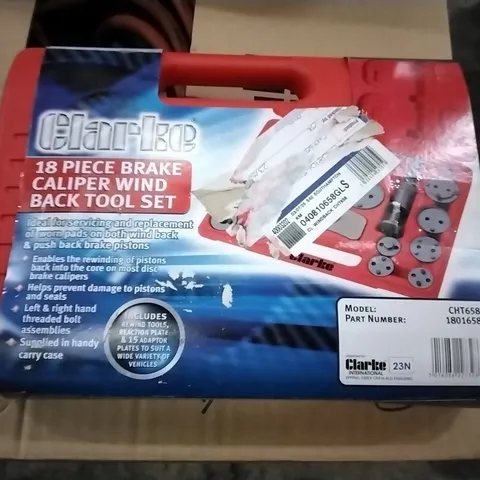 Clarke
18 PIECE BRAKE
CALIPER WIND
BACK TOOL SET
Ideal for servicing and replacement
of worn pads on both wind back
& push back brake pistons
Enables the rewinding of pistons
back into the core on most disc
brake calipers
Helps prevent damage to pistons
and seals
Left & right hand
threaded bolt
assemblies
Supplied in handy
carry case
INCLUDES
REWIND TOOLS,
REACTION PLATE
& 15 ADAPTOR
PLATES TO SUIT A
WIDE VARIETY OF
VEHICLES
SOUTHAMPTON
040810658GLS
Clarke
MODEL: CHT658
PART NUMBER: 1801658
Clarke
INTERNATIONAL
23N